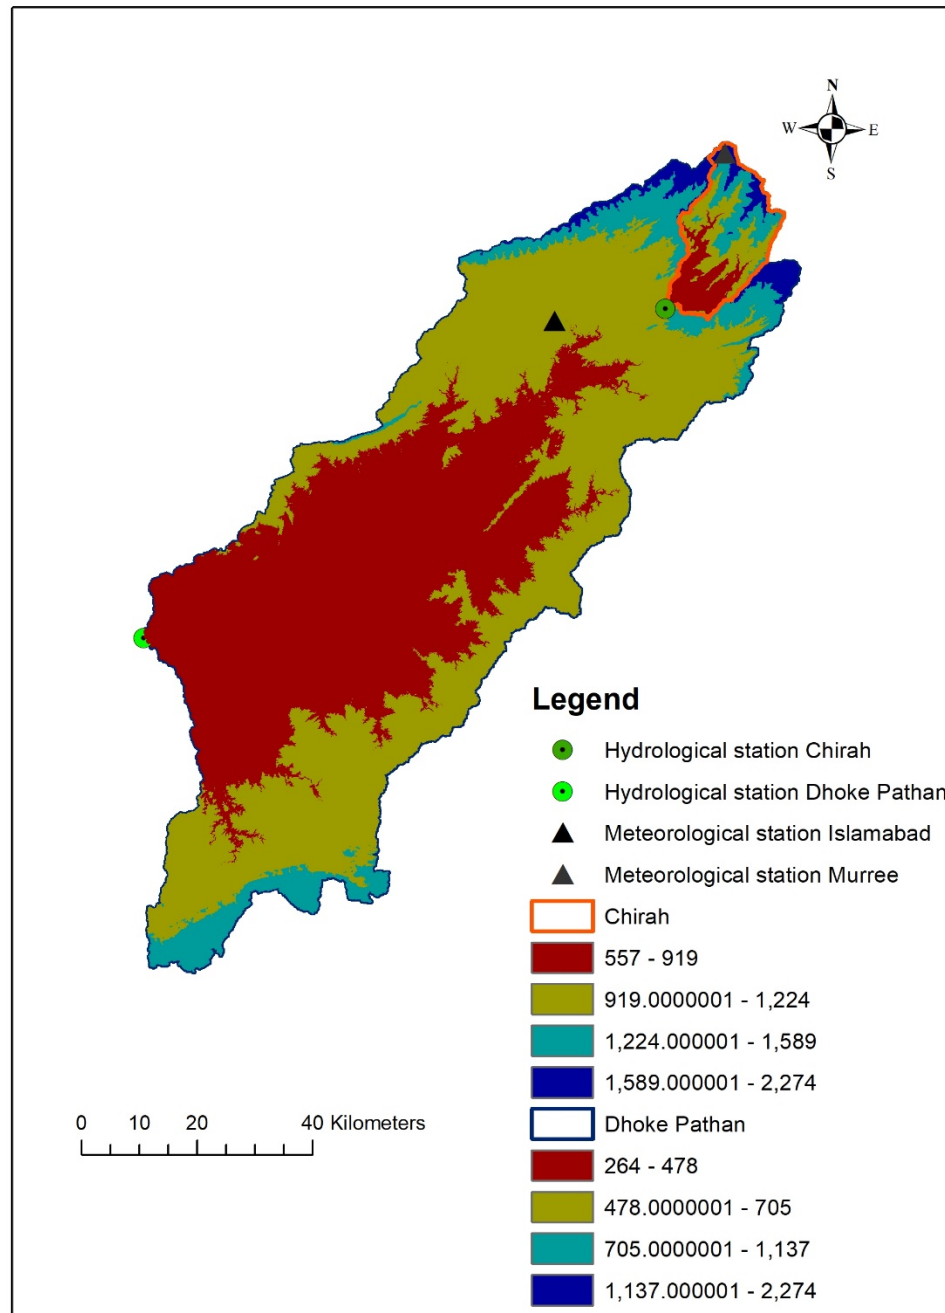 N
W E
S
Legend
Hydrological station Chirah
Hydrological station Dhoke Pathan
Meteorological station Islamabad
Meteorological station Murree
Chirah
557 - 919
919.0000001 - 1,224
1,224.000001 - 1,589
1,589.000001 - 2,274
Dhoke Pathan
264 - 478
478.0000001 - 705
705.0000001 - 1,137
1,137.000001 - 2,274
0 10 20 40 Kilometers